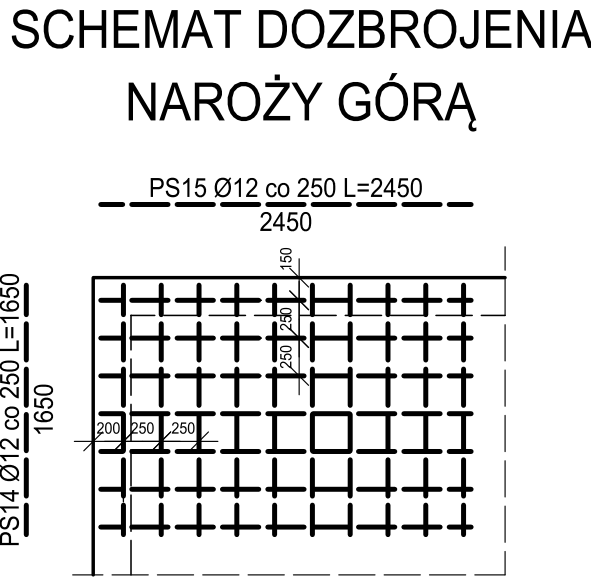 SCHEMAT DOZBROJENIA
NAROŻY GÓRĄ
PS15 Ø12 co 250 L=2450
2450
150
250
250
PS14 Ø12 co 250 L=1650
1650
200 250 250